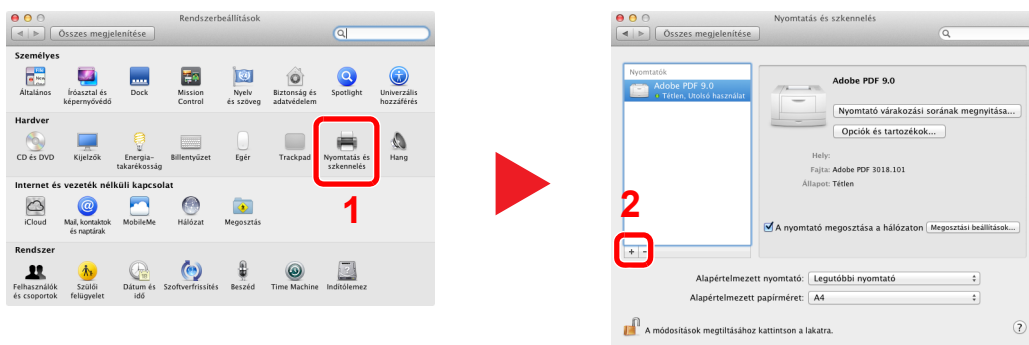 Rendszerbeállítások
Összes megjelenítése
Személyes
Általános
Íróasztal és
képernyővédő
Dock
Mission
Control
Nyelv
és szöveg
Biztonság és
adatvédelem
Spotlight
Univerzális
hozzáférés
Hardver
CD és DVD
Kijelzők
Energia-
takarékosság
Billentyűzet
Egér
Trackpad
Nyomtatás és
szkennelés
Hang
Internet és vezeték nélküli kapcsolat
1
iCloud
Mail, kontaktok
és naptárak
MobileMe
Hálózat
Megosztás
Rendszer
Felhasználók
és csoportok
Szülői
felügyelet
Dátum és
idő
Szoftverfrissítés
Beszéd
Time Machine
Indítólemez
Nyomtatás és szkennelés
Összes megjelenítése
Nyomtatók
Adobe PDF 9.0
Tétlen, Utolsó használat
Adobe PDF 9.0
Nyomtató várakozási sorának megnyitása...
Opciók és tartozékok...
Hely:
Fajta: Adobe PDF 3018.101
Állapot: Tétlen
2
A nyomtató megosztása a hálózaton
Megosztási beállítások...
+ -
Alapértelmezett nyomtató: Legutóbbi nyomtató
Alapértelmezett papírméret: A4
A módosítások megtiltásához kattintson a lakatra.
?